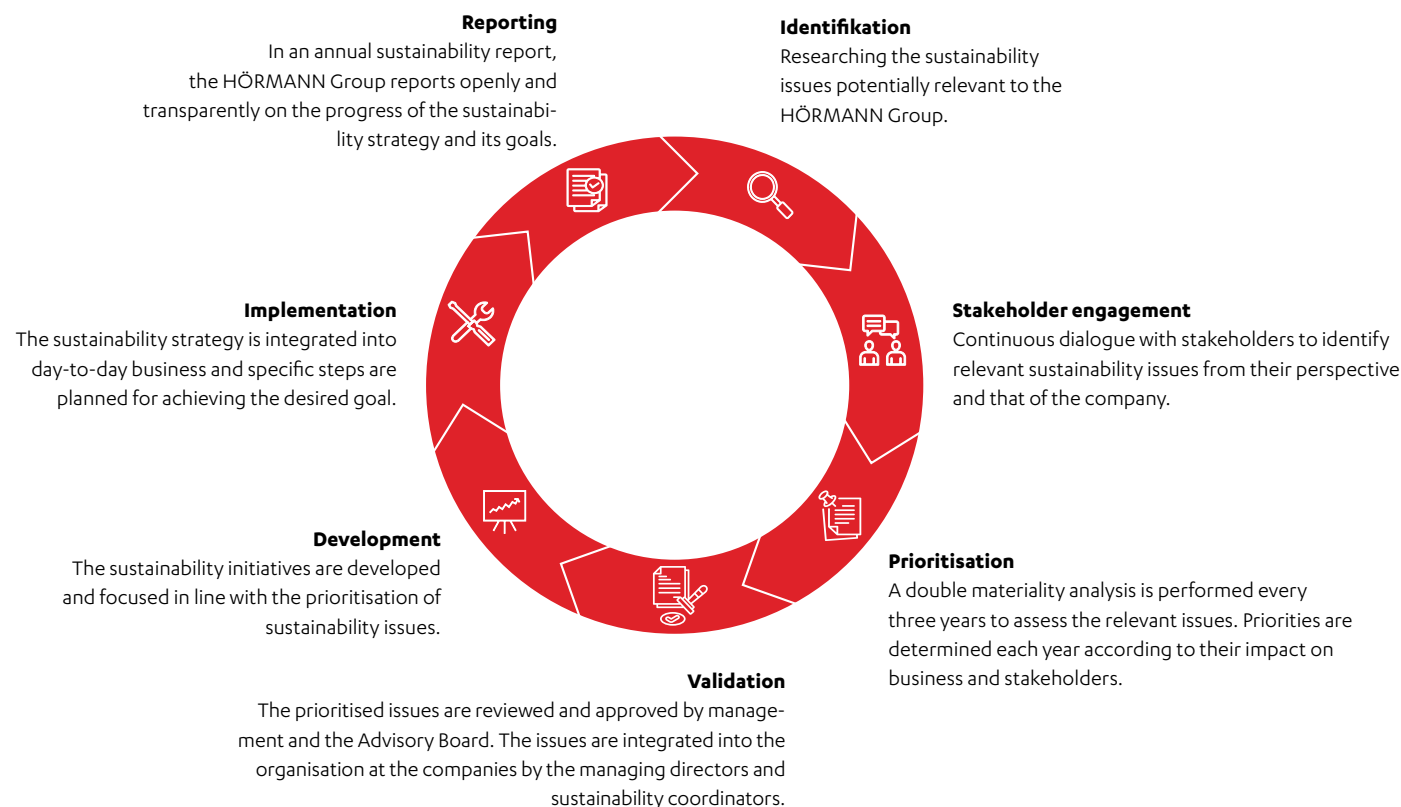 Reporting
In an annual sustainability report,
the HÖRMANN Group reports openly and
transparently on the progress of the sustainabi-
lity strategy and its goals.
Identifikation
Researching the sustainability
issues potentially relevant to the
HÖRMANN Group.
Implementation
The sustainability strategy is integrated into
day-to-day business and specific steps are
planned for achieving the desired goal.
Stakeholder engagement
Continuous dialogue with stakeholders to identify
relevant sustainability issues from their perspective
and that of the company.
Development
The sustainability initiatives are developed
and focused in line with the prioritisation of
sustainability issues.
Prioritisation
A double materiality analysis is performed every
three years to assess the relevant issues. Priorities are
determined each year according to their impact on
business and stakeholders.
Validation
The prioritised issues are reviewed and approved by manage-
ment and the Advisory Board. The issues are integrated into the
organisation at the companies by the managing directors and
sustainability coordinators.